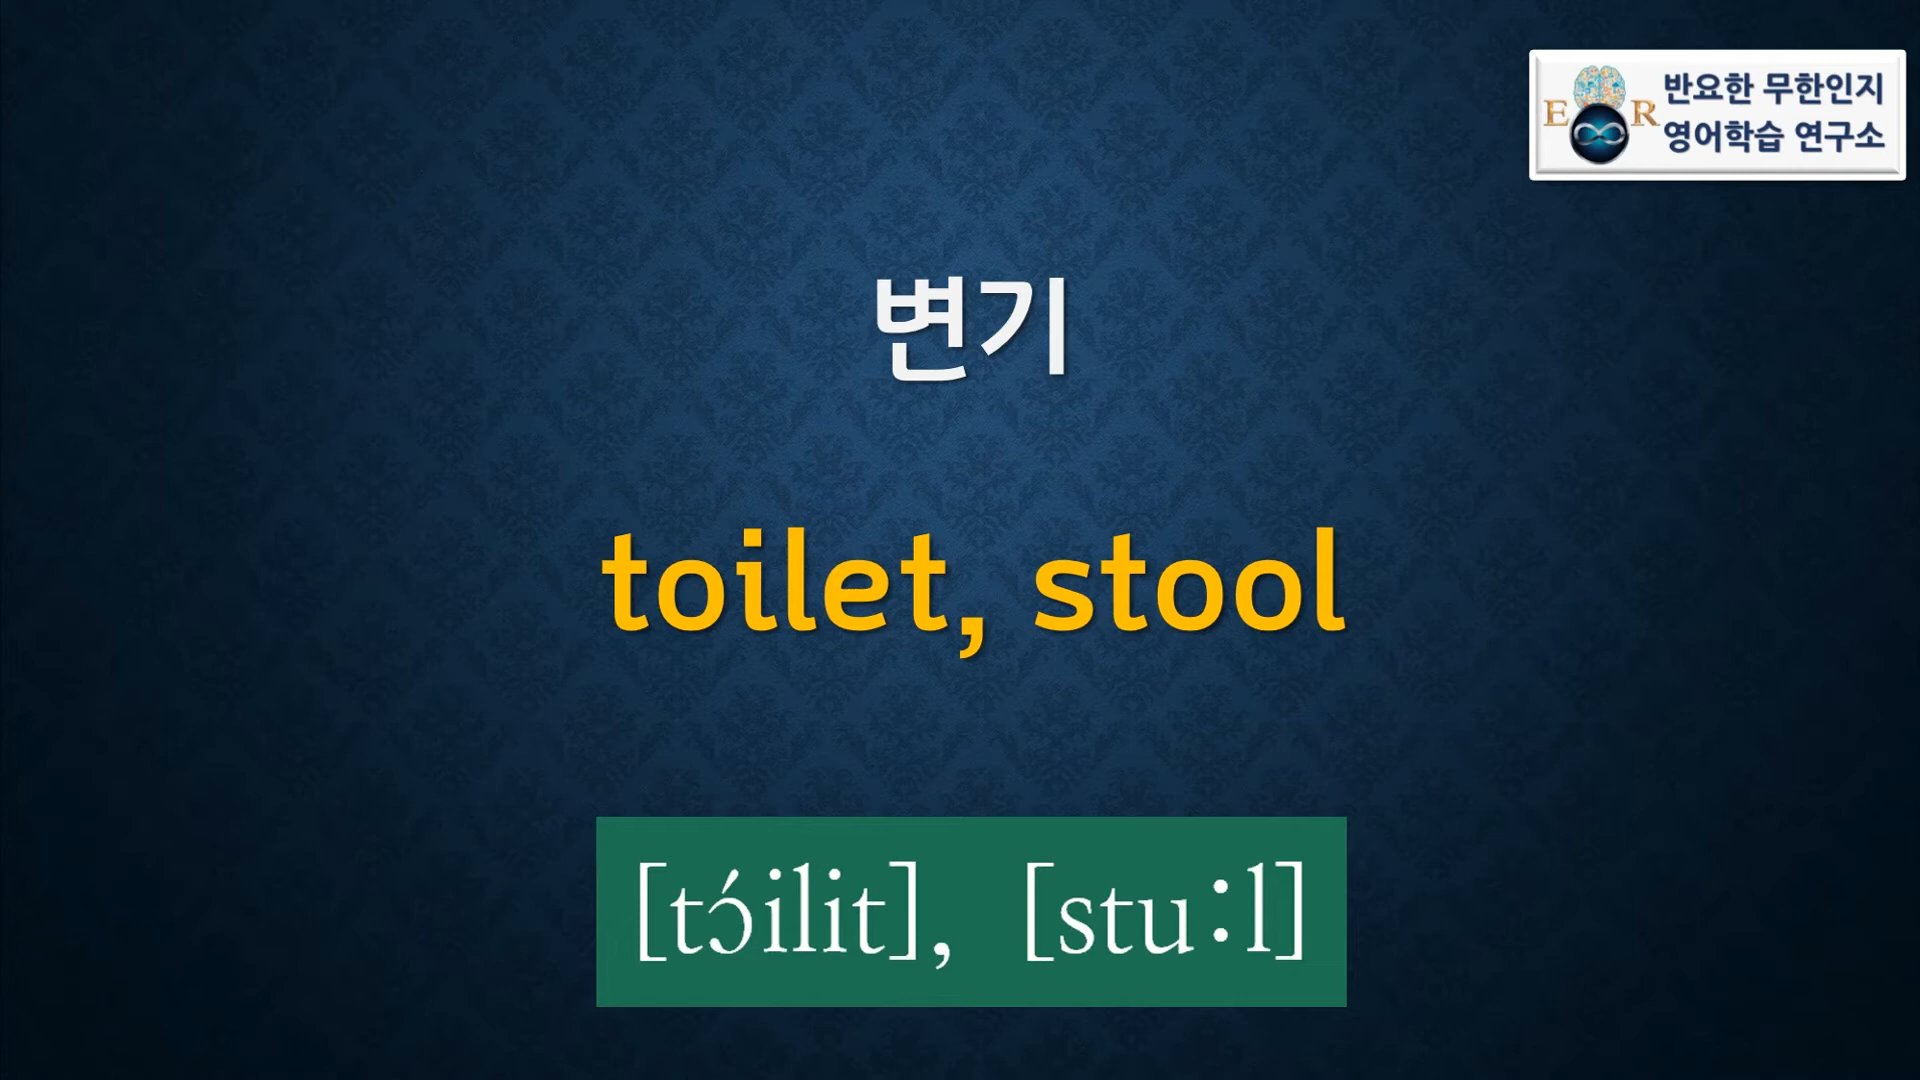 E R 반요한 무한인지
영어학습 연구소
변기
toilet, stool
[tɔ́ilit], [stuːl]